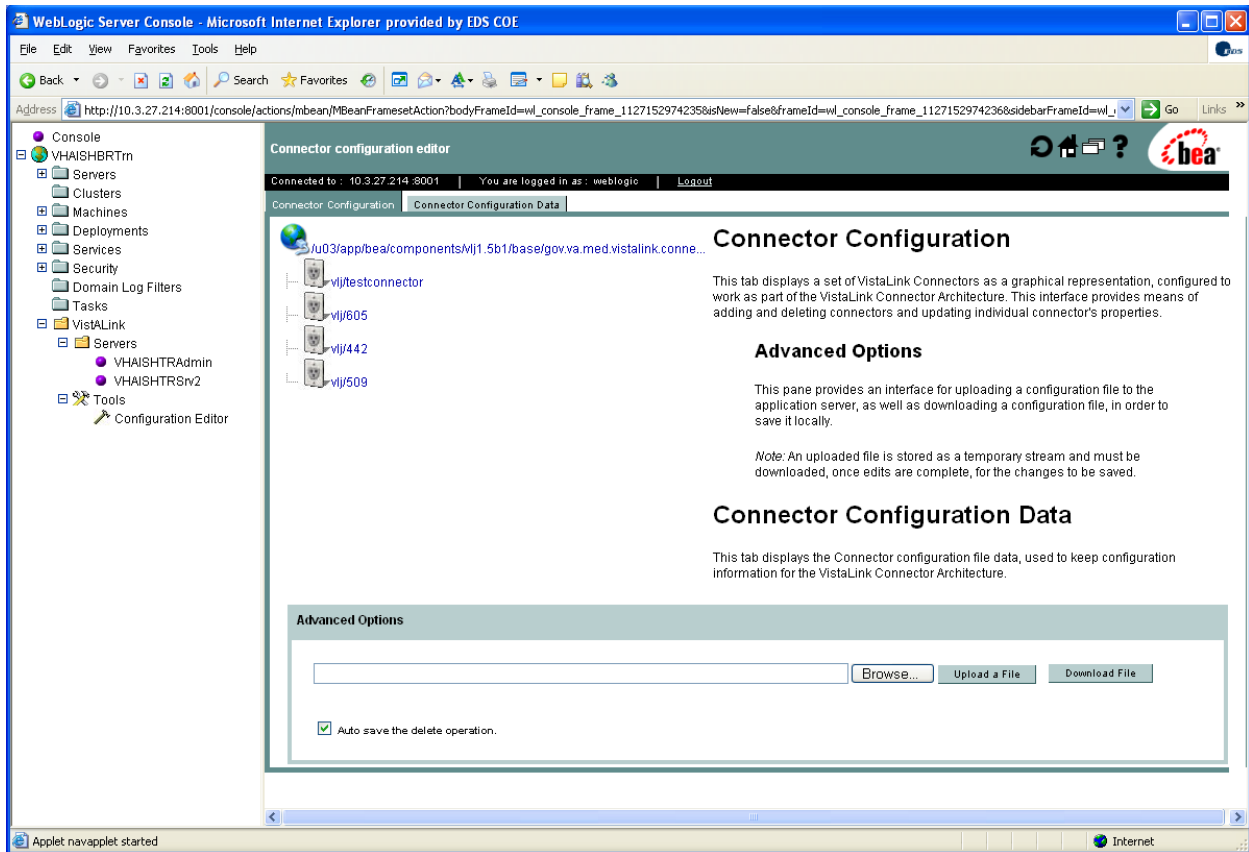 WebLogic Server Console - Microsoft Internet Explorer provided by EDS COE
File Edit View Favorites Tools Help
EDS
Back Search Favorites
Address http://10.3.27.214:8001/console/actions/mbean/MBeanFramesetAction?bodyFrameId=wl_console_frame_1127152974235&isNew=false&frameId=wl_console_frame_1127152974236&sidebarFrameId=wl_ Go Links »
Console
VHAISHBRTrn
Servers
Clusters
Machines
Deployments
Services
Security
Domain Log Filters
Tasks
VistALink
Servers
VHAISHTRAdmin
VHAISHTRSrv2
Tools
Configuration Editor
Connector configuration editor
? bea
Connected to : 10.3.27.214 :8001 | You are logged in as : weblogic | Logout
Connector Configuration Connector Configuration Data
/u03/app/bea/components/vlj1.5b1/base/gov.va.med.vistalink.conne...
vlj/testconnector
vlj/605
vlj/442
vlj/509
Connector Configuration
This tab displays a set of VistaLink Connectors as a graphical representation, configured to
work as part of the VistaLink Connector Architecture. This interface provides means of
adding and deleting connectors and updating individual connector's properties.
Advanced Options
This pane provides an interface for uploading a configuration file to the
application server, as well as downloading a configuration file, in order to
save it locally.
Note: An uploaded file is stored as a temporary stream and must be
downloaded, once edits are complete, for the changes to be saved.
Connector Configuration Data
This tab displays the Connector configuration file data, used to keep configuration
information for the VistaLink Connector Architecture.
Advanced Options
Browse... Upload a File Download File
Auto save the delete operation.
Applet navapplet started Internet